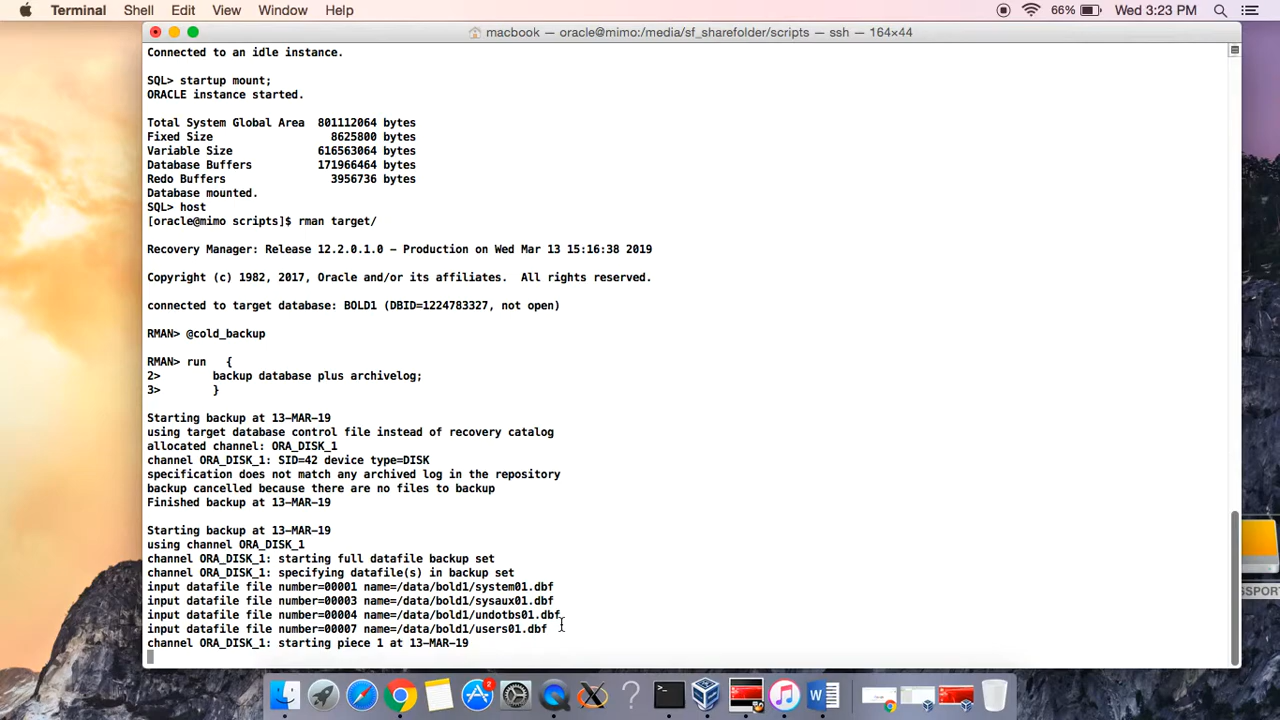 Terminal Shell Edit View Window Help 66% Wed 3:23 PM
macbook — oracle@mimo:/media/sf_sharefolder/scripts — ssh — 164×44
Connected to an idle instance.
SQL> startup mount;
ORACLE instance started.
Total System Global Area 801112064 bytes
Fixed Size 8625800 bytes
Variable Size 616563064 bytes
Database Buffers 171966464 bytes
Redo Buffers 3956736 bytes
Database mounted.
SQL> host
[oracle@mimo scripts]$ rman target/
Recovery Manager: Release 12.2.0.1.0 - Production on Wed Mar 13 15:16:38 2019
Copyright (c) 1982, 2017, Oracle and/or its affiliates. All rights reserved.
connected to target database: BOLD1 (DBID=1224783327, not open)
RMAN> @cold_backup
RMAN> run {
2> backup database plus archivelog;
3> }
Starting backup at 13-MAR-19
using target database control file instead of recovery catalog
allocated channel: ORA_DISK_1
channel ORA_DISK_1: SID=42 device type=DISK
specification does not match any archived log in the repository
backup cancelled because there are no files to backup
Finished backup at 13-MAR-19
Starting backup at 13-MAR-19
using channel ORA_DISK_1
channel ORA_DISK_1: starting full datafile backup set
channel ORA_DISK_1: specifying datafile(s) in backup set
input datafile file number=00001 name=/data/bold1/system01.dbf
input datafile file number=00003 name=/data/bold1/sysaux01.dbf
input datafile file number=00004 name=/data/bold1/undotbs01.dbf
input datafile file number=00007 name=/data/bold1/users01.dbf
channel ORA_DISK_1: starting piece 1 at 13-MAR-19
SPORT
2